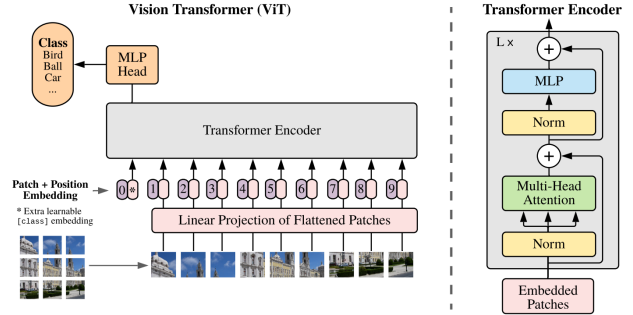 Vision Transformer (ViT)
Class
Bird
Ball
Car
...
MLP
Head
Transformer Encoder
Patch + Position
Embedding
0 * 1 2 3 4 5 6 7 8 9
* Extra learnable
[class] embedding
Linear Projection of Flattened Patches
Transformer Encoder
L x
+
MLP
Norm
+
Multi-Head
Attention
Norm
Embedded
Patches